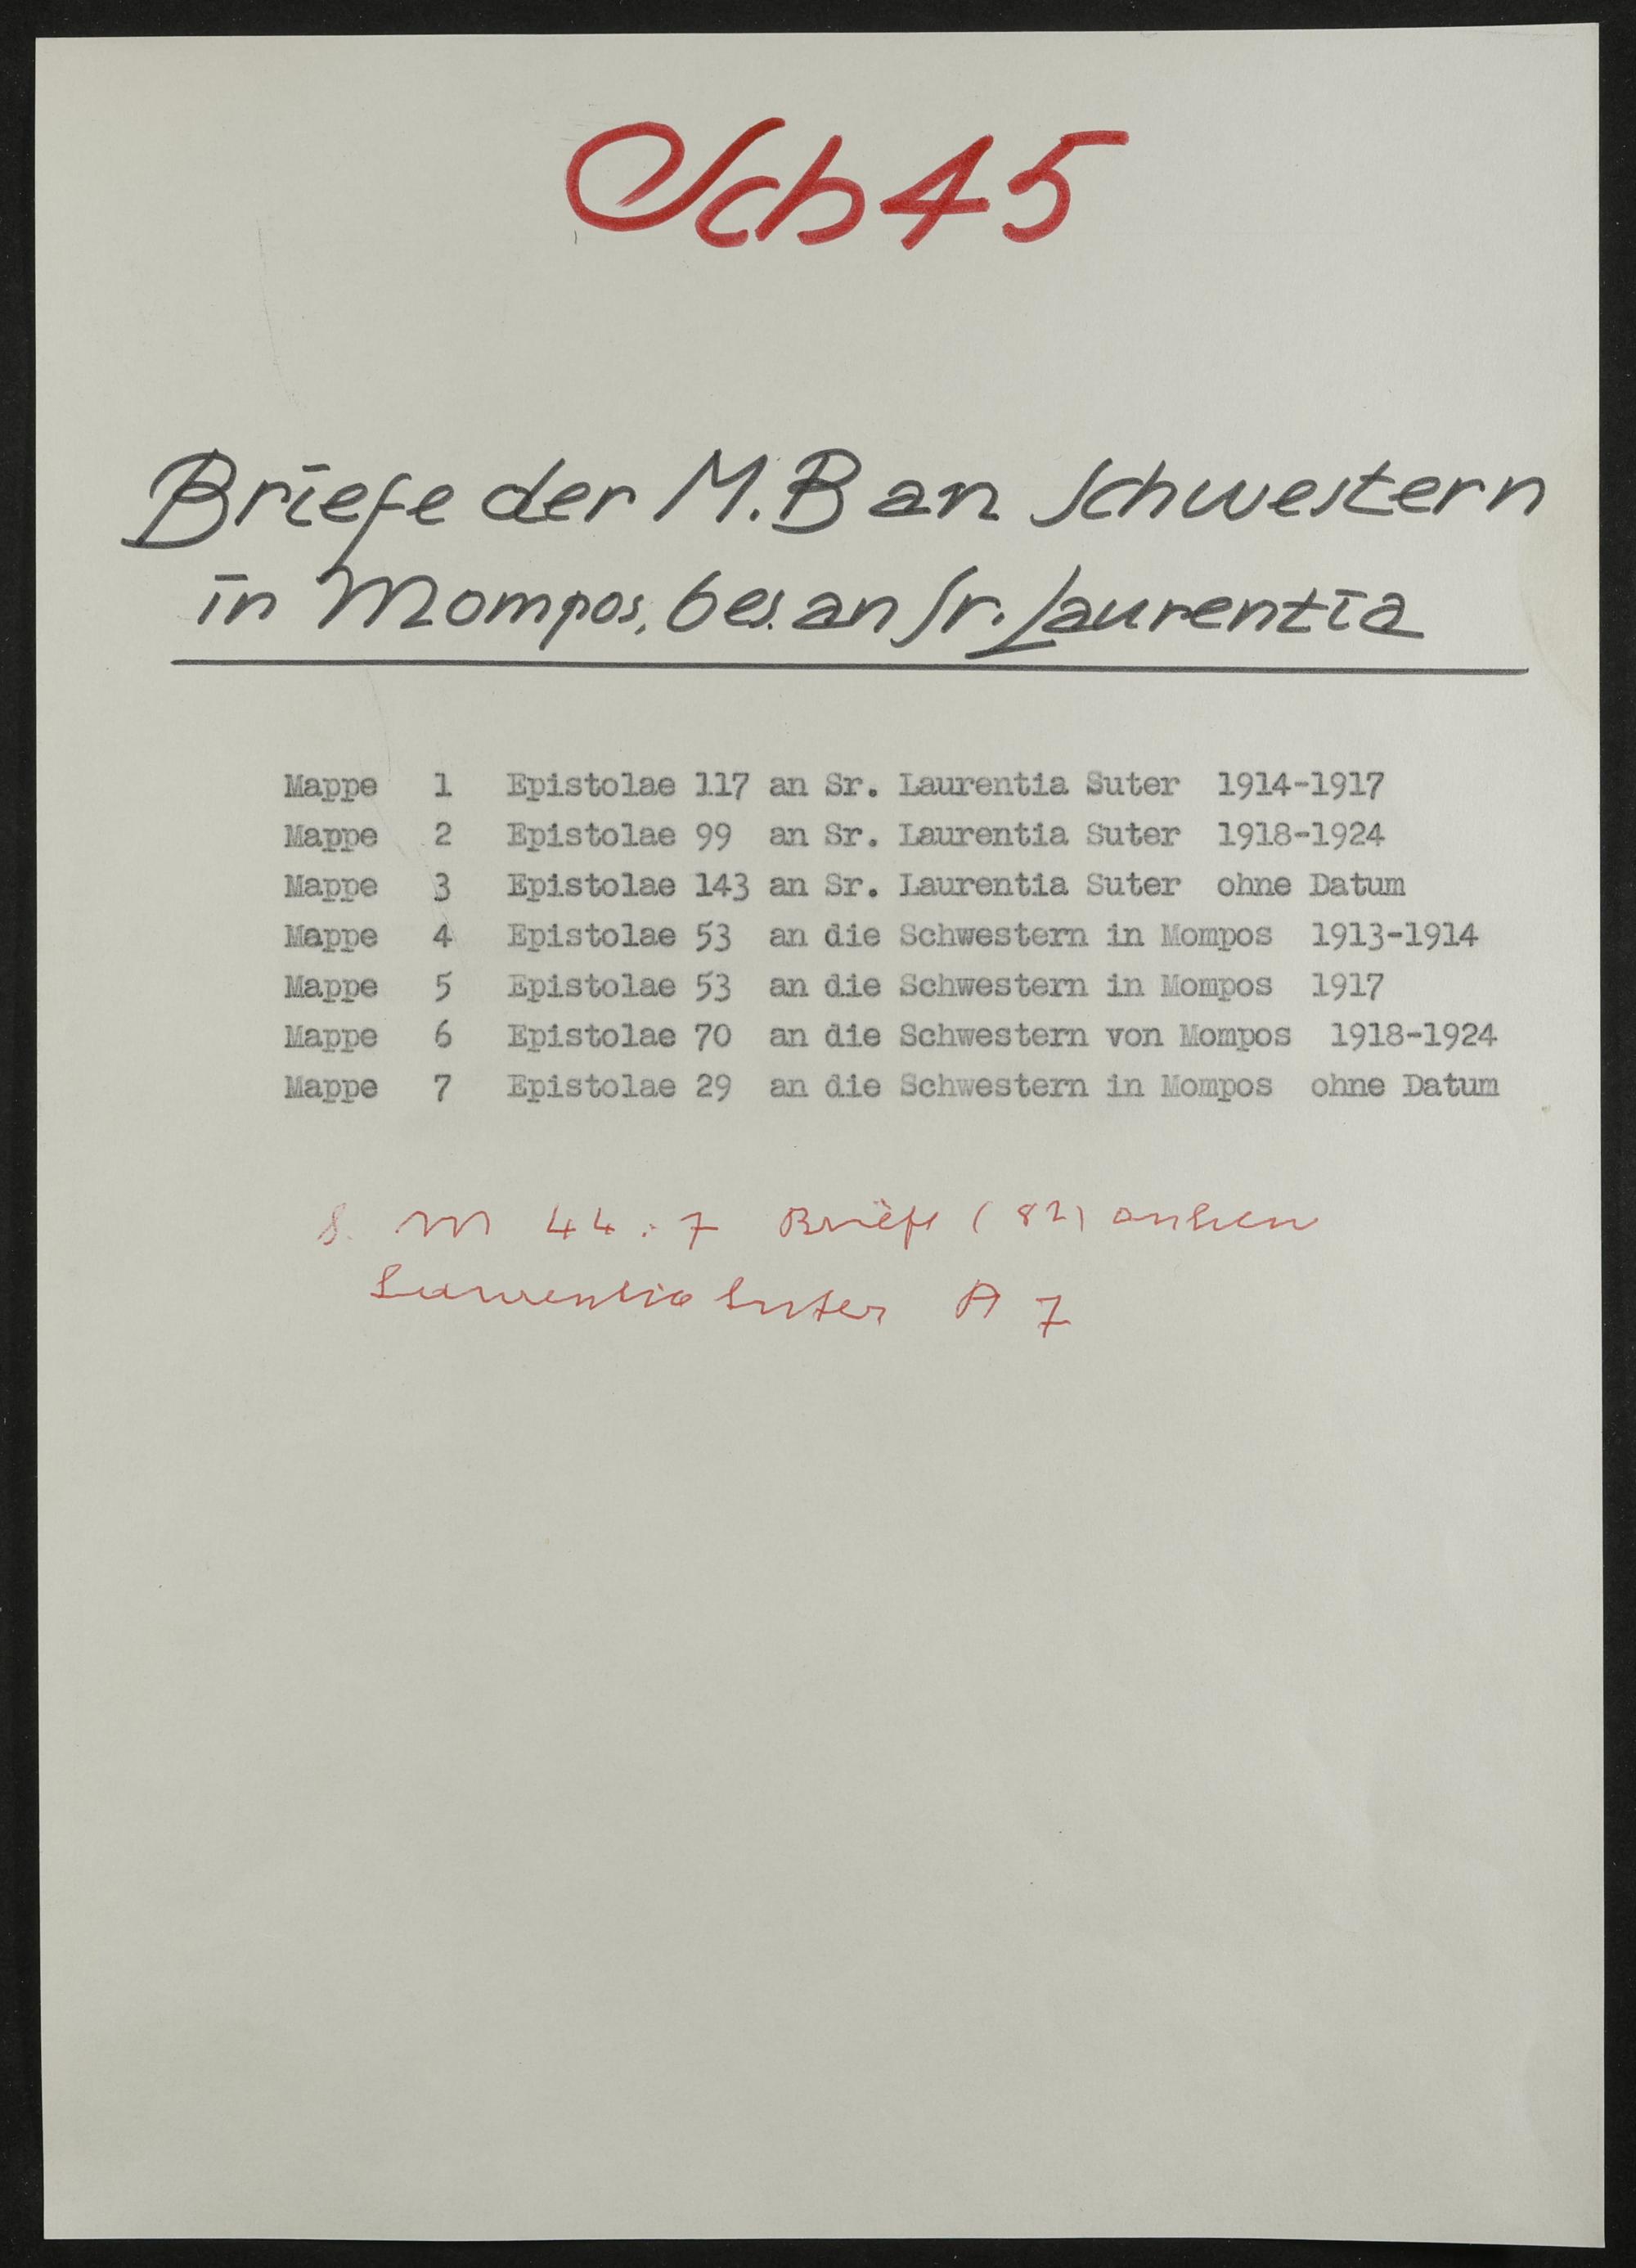 Sch 45
Briefe der M.B an Schwestern
in Mompos, bes. an Sr. Laurentia
Mappe 1 Epistolae 117 an Sr. Laurentia Suter 1914-1917
Mappe 2 Epistolae 99 an Sr. Laurentia Suter 1918-1924
Mappe 3 Epistolae 143 an Sr. Laurentia Suter ohne Datum
Mappe 4 Epistolae 53 an die Schwestern in Mompos 1913-1914
Mappe 5 Epistolae 53 an die Schwestern in Mompos 1917
Mappe 6 Epistolae 70 an die Schwestern von Mompos 1918-1924
Mappe 7 Epistolae 29 an die Schwestern in Mompos ohne Datum
M 44 : 7 Briefe (82)
Laurentia Suter A 7